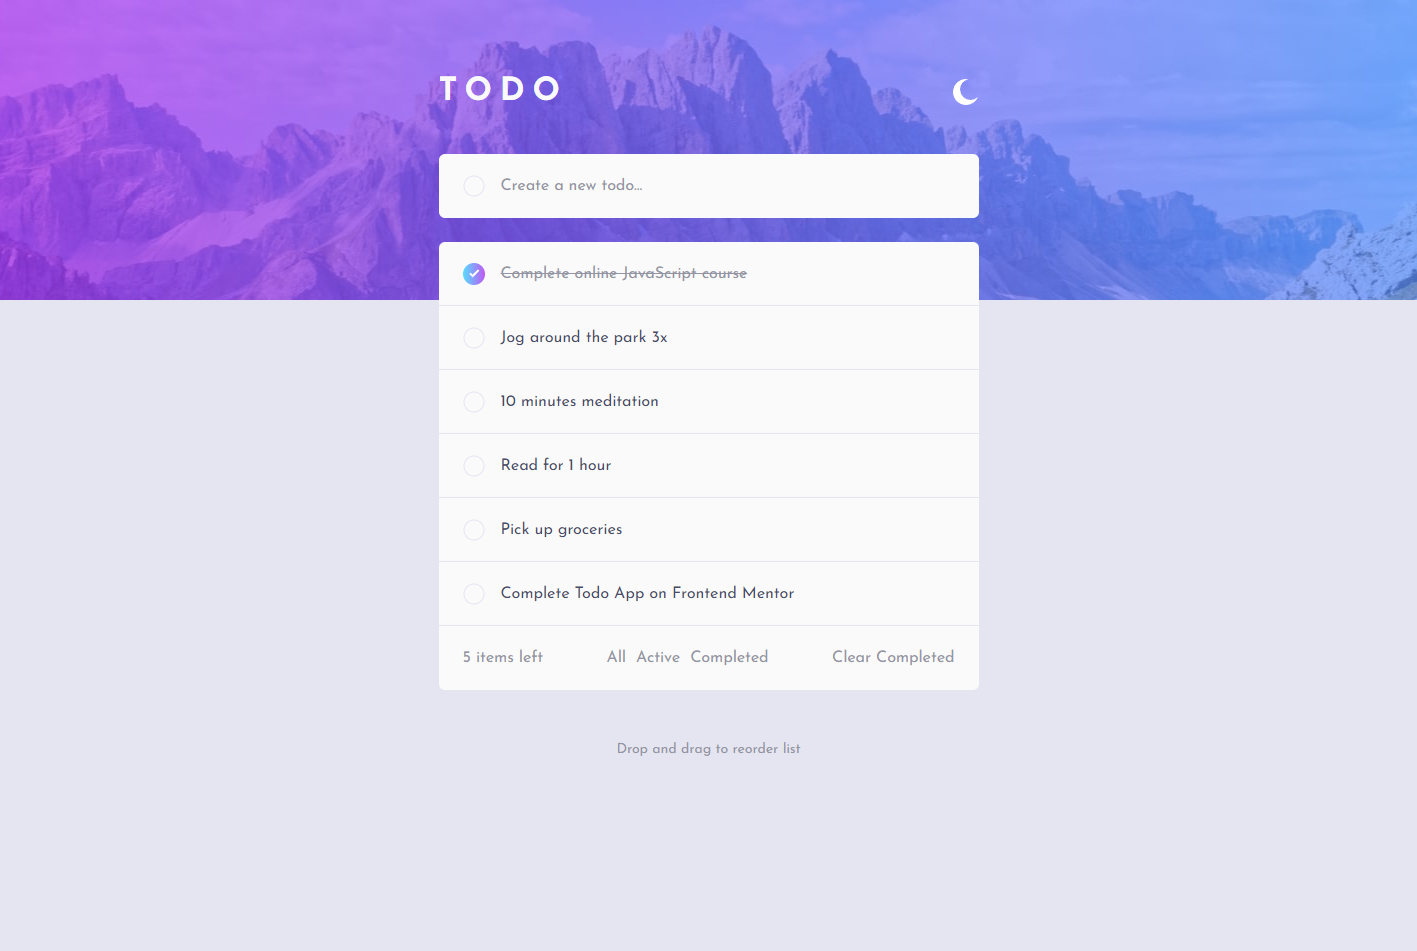 TODO
Create a new todo...
Complete online JavaScript course
Jog around the park 3x
10 minutes meditation
Read for 1 hour
Pick up groceries
Complete Todo App on Frontend Mentor
5 items left All Active Completed Clear Completed
Drop and drag to reorder list